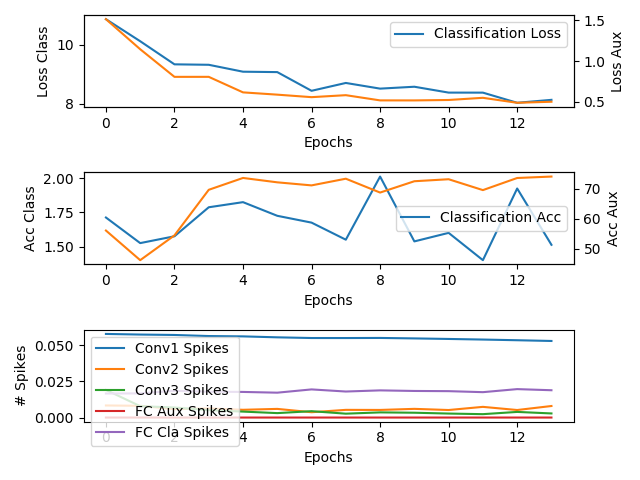 Classification Loss
Loss Class
Loss Aux
10
8
1.5
1.0
0.5
0 2 4 6 8 10 12
Epochs
Classification Acc
Acc Class
Acc Aux
2.00
1.75
1.50
70
60
50
0 2 4 6 8 10 12
Epochs
# Spikes
0.050
0.025
0.000
Conv1 Spikes
Conv2 Spikes
Conv3 Spikes
FC Aux Spikes
FC Cla Spikes
0 2 4 6 8 10 12
Epochs